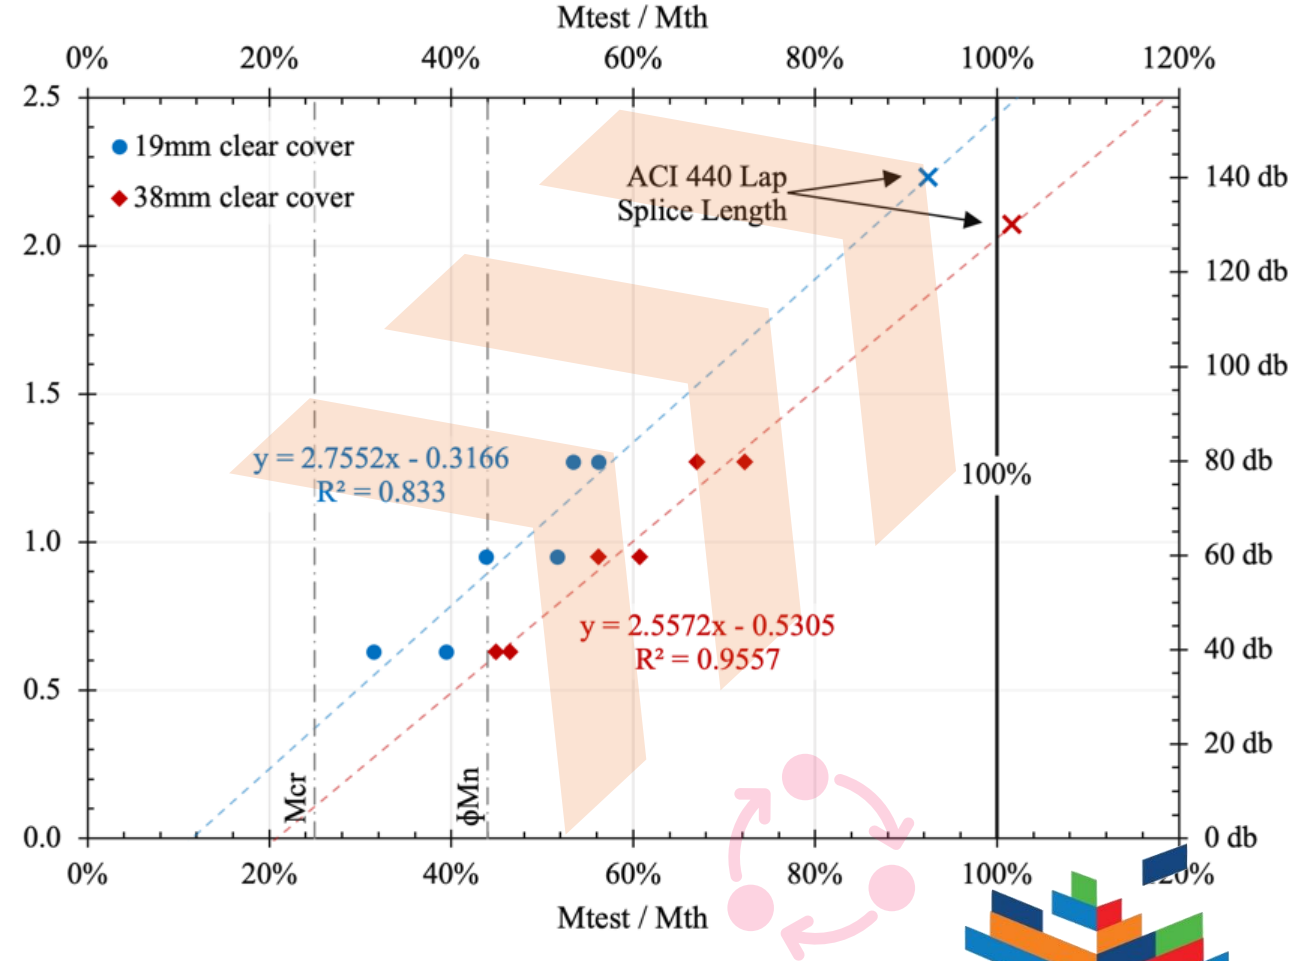 Mtest / Mth
0% 20% 40% 60% 80% 100% 120%
2.5
19mm clear cover
38mm clear cover
ACI 440 Lap
Splice Length
140 db
2.0
120 db
100 db
1.5
y = 2.7552x - 0.3166
R² = 0.833
80 db
100%
1.0
60 db
y = 2.5572x - 0.5305
R² = 0.9557
40 db
0.5
20 db
Mcr
ϕMn
0.0
0 db
0% 20% 40% 60% 80% 100% 120%
Mtest / Mth